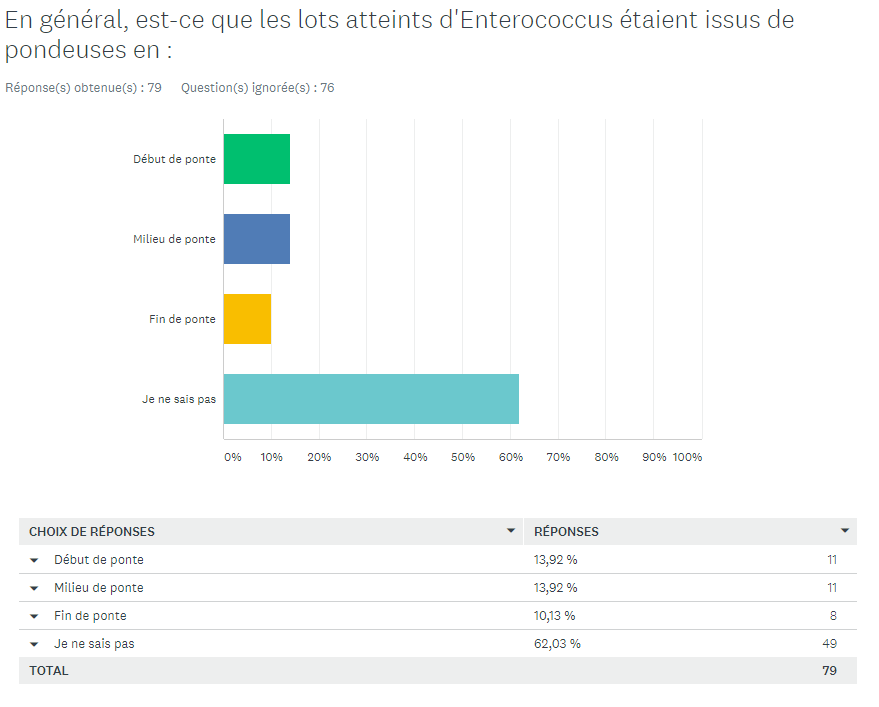 En général, est-ce que les lots atteints d'Enterococcus étaient issus de
pondeuses en :
Réponse(s) obtenue(s) : 79 Question(s) ignorée(s) : 76
Début de ponte
Milieu de ponte
Fin de ponte
Je ne sais pas
0% 10% 20% 30% 40% 50% 60% 70% 80% 90% 100%
CHOIX DE RÉPONSES RÉPONSES
Début de ponte 13,92 % 11
Milieu de ponte 13,92 % 11
Fin de ponte 10,13 % 8
Je ne sais pas 62,03 % 49
TOTAL 79